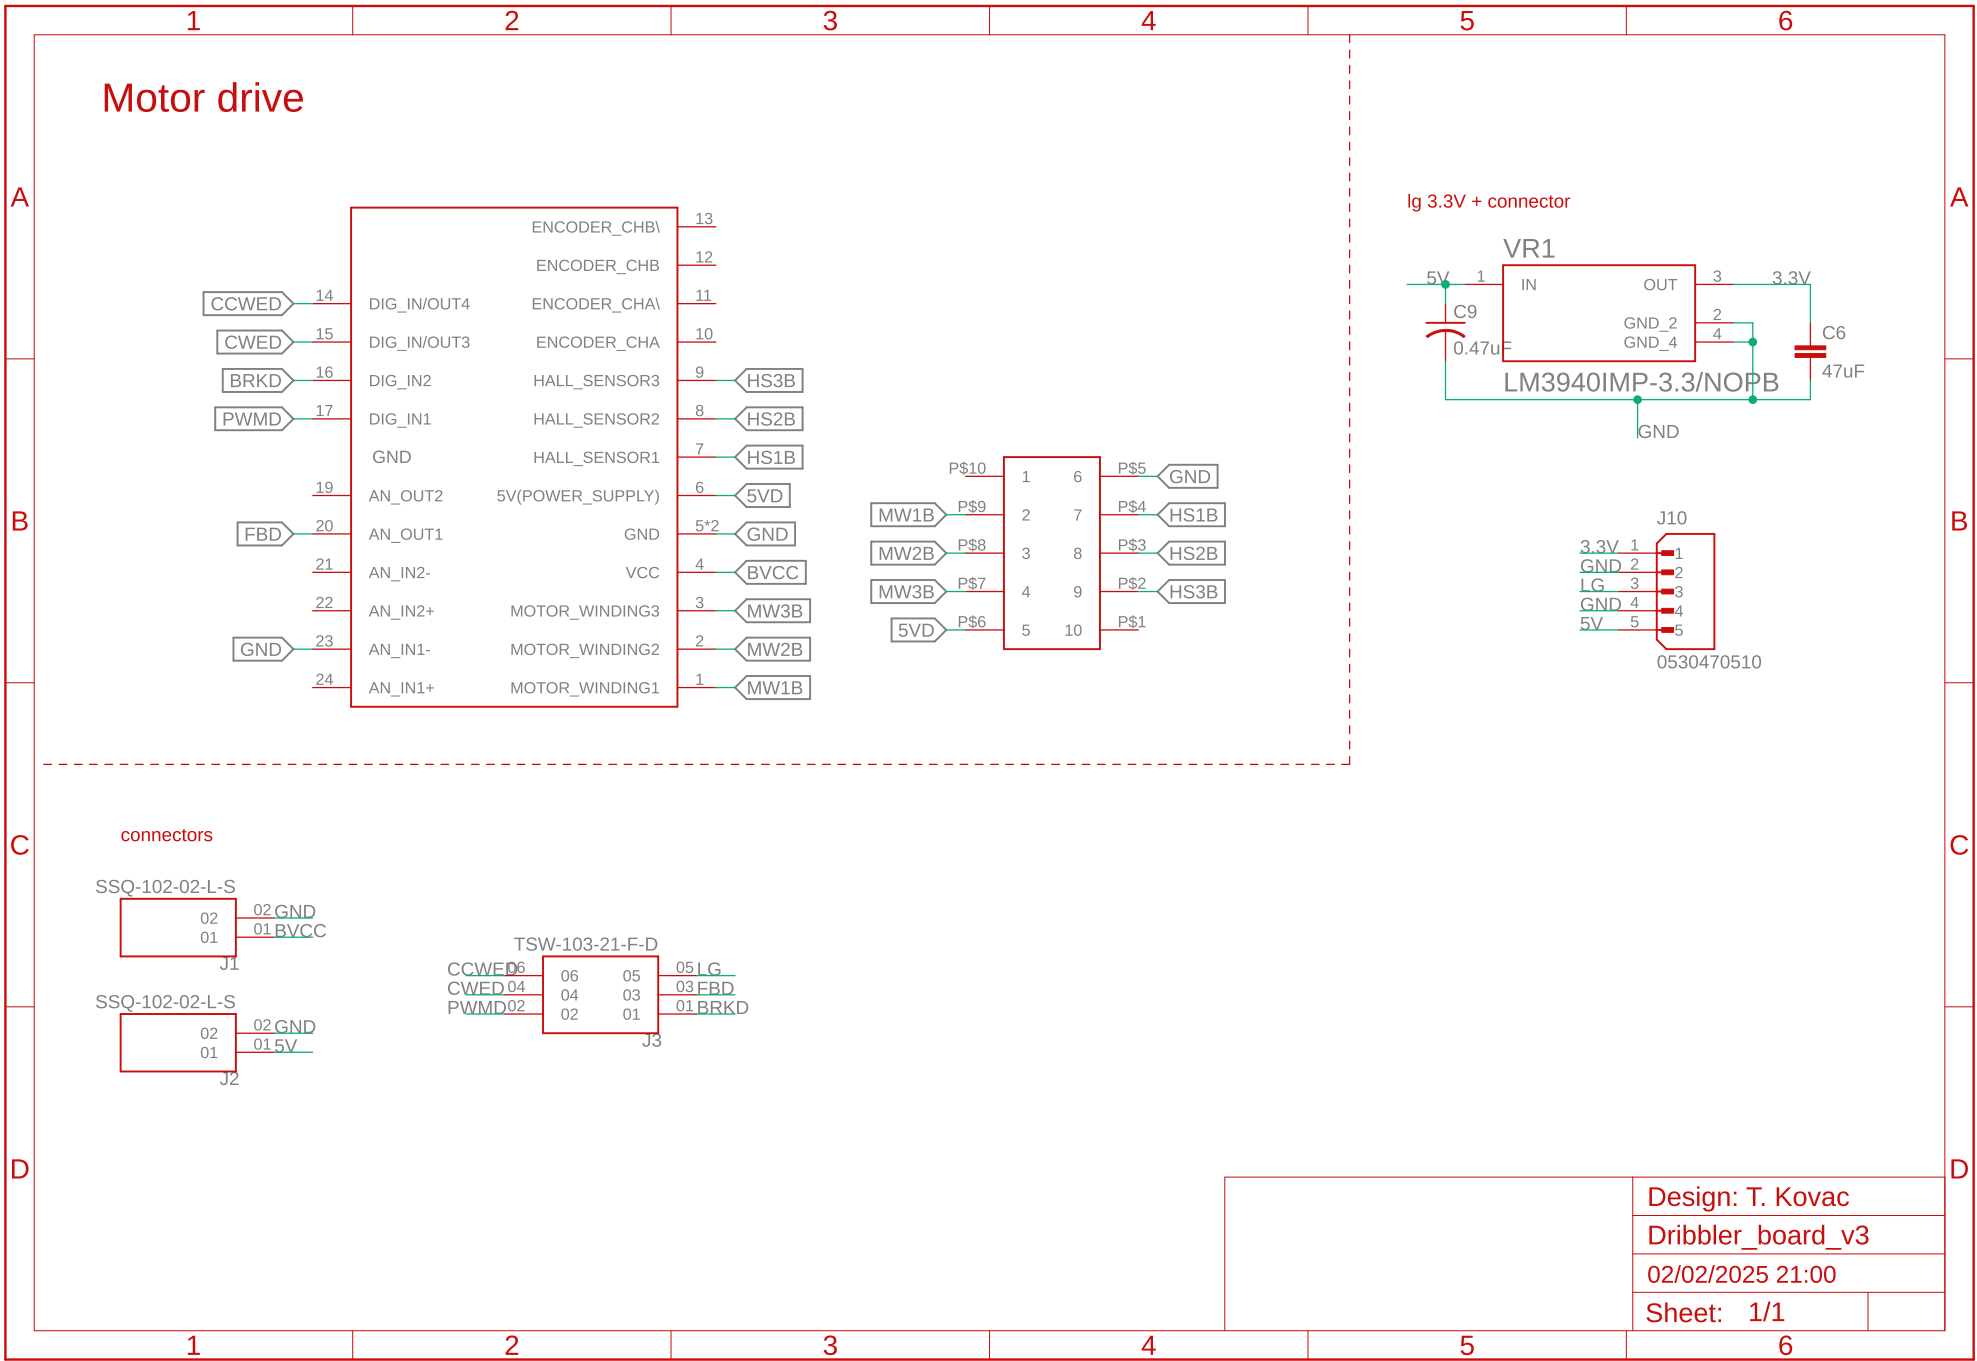 1 2 3 4 5 6
Motor drive
A A
lg 3.3V + connector
13 ENCODER_CHB\
12 ENCODER_CHB
CCWED 14 DIG_IN/OUT4 ENCODER_CHA\ 11
CWED 15 DIG_IN/OUT3 ENCODER_CHA 10
BRKD 16 DIG_IN2 HALL_SENSOR3 9 HS3B
PWMD 17 DIG_IN1 HALL_SENSOR2 8 HS2B
GND HALL_SENSOR1 7 HS1B
19 AN_OUT2 5V(POWER_SUPPLY) 6 5VD
FBD 20 AN_OUT1 GND 5*2 GND
21 AN_IN2- VCC 4 BVCC
22 AN_IN2+ MOTOR_WINDING3 3 MW3B
GND 23 AN_IN1- MOTOR_WINDING2 2 MW2B
24 AN_IN1+ MOTOR_WINDING1 1 MW1B
P$10 1 6 P$5 GND
MW1B P$9 2 7 P$4 HS1B
MW2B P$8 3 8 P$3 HS2B
MW3B P$7 4 9 P$2 HS3B
5VD P$6 5 10 P$1
VR1
5V 1 IN OUT 3 3.3V
C9 GND_2 2
0.47uF GND_4 4 C6
47uF
LM3940IMP-3.3/NOPB
GND
B B
J10
3.3V 1 1
GND 2 2
LG 3 3
GND 4 4
5V 5 5
0530470510
C C
connectors
SSQ-102-02-L-S
02 02 GND
01 01 BVCC
J1
SSQ-102-02-L-S
02 02 GND
01 01 5V
J2
TSW-103-21-F-D
CCWED 06 06 05 05 LG
CWED 04 04 03 03 FBD
PWMD 02 02 01 01 BRKD
J3
D D
Design: T. Kovac
Dribbler_board_v3
02/02/2025 21:00
Sheet: 1/1
1 2 3 4 5 6